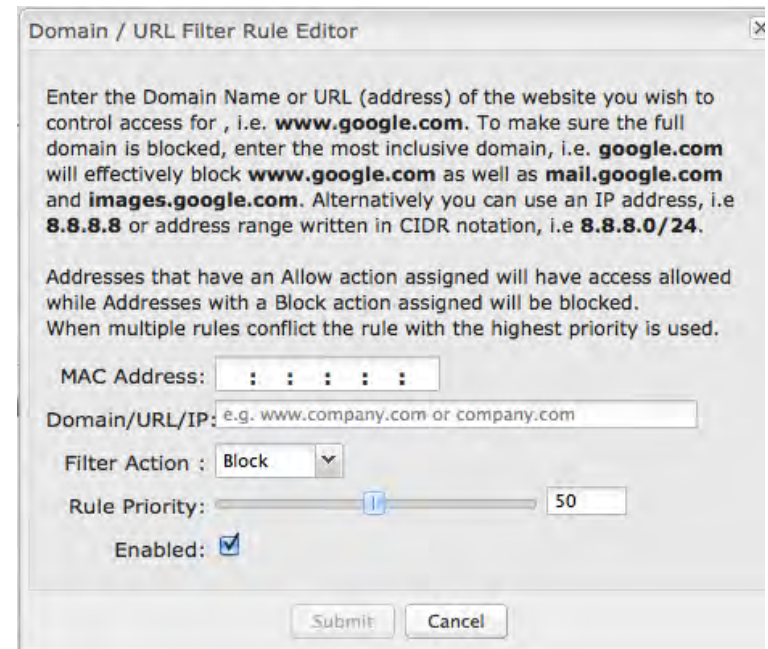 Domain / URL Filter Rule Editor
Enter the Domain Name or URL (address) of the website you wish to
control access for , i.e. www.google.com. To make sure the full
domain is blocked, enter the most inclusive domain, i.e. google.com
will effectively block www.google.com as well as mail.google.com
and images.google.com. Alternatively you can use an IP address, i.e
8.8.8.8 or address range written in CIDR notation, i.e 8.8.8.0/24.
Addresses that have an Allow action assigned will have access allowed
while Addresses with a Block action assigned will be blocked.
When multiple rules conflict the rule with the highest priority is used.
MAC Address: : : : : :
Domain/URL/IP: e.g. www.company.com or company.com
Filter Action : Block
Rule Priority: 50
Enabled:
Submit Cancel